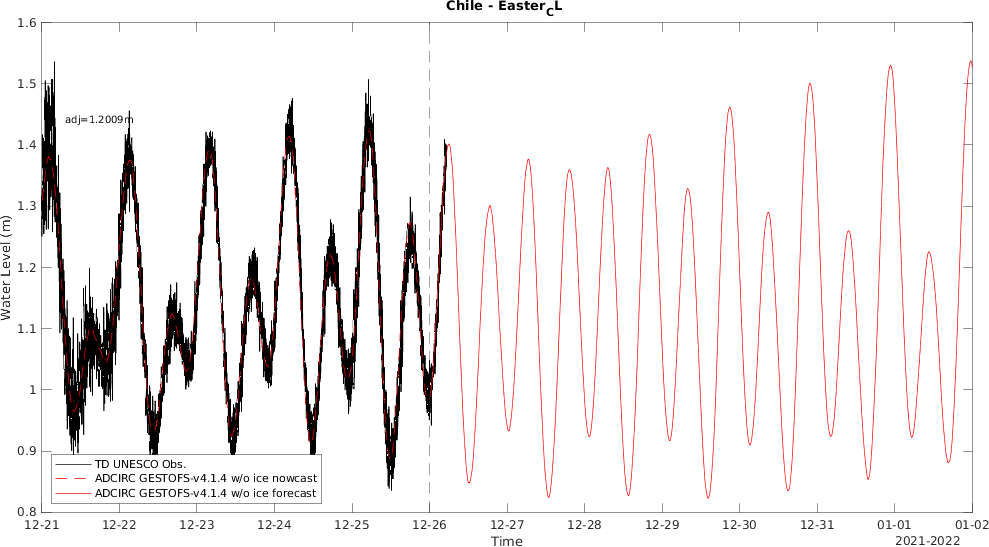 Chile - Easter_CL
1.6
1.5
1.4
1.3
1.2
1.1
1
0.9
0.8
Water Level (m)
adj=1.2009m
TD UNESCO Obs.
ADCIRC GESTOFS-v4.1.4 w/o ice nowcast
ADCIRC GESTOFS-v4.1.4 w/o ice forecast
12-21 12-22 12-23 12-24 12-25 12-26 12-27 12-28 12-29 12-30 12-31 01-01 01-02
Time
2021-2022